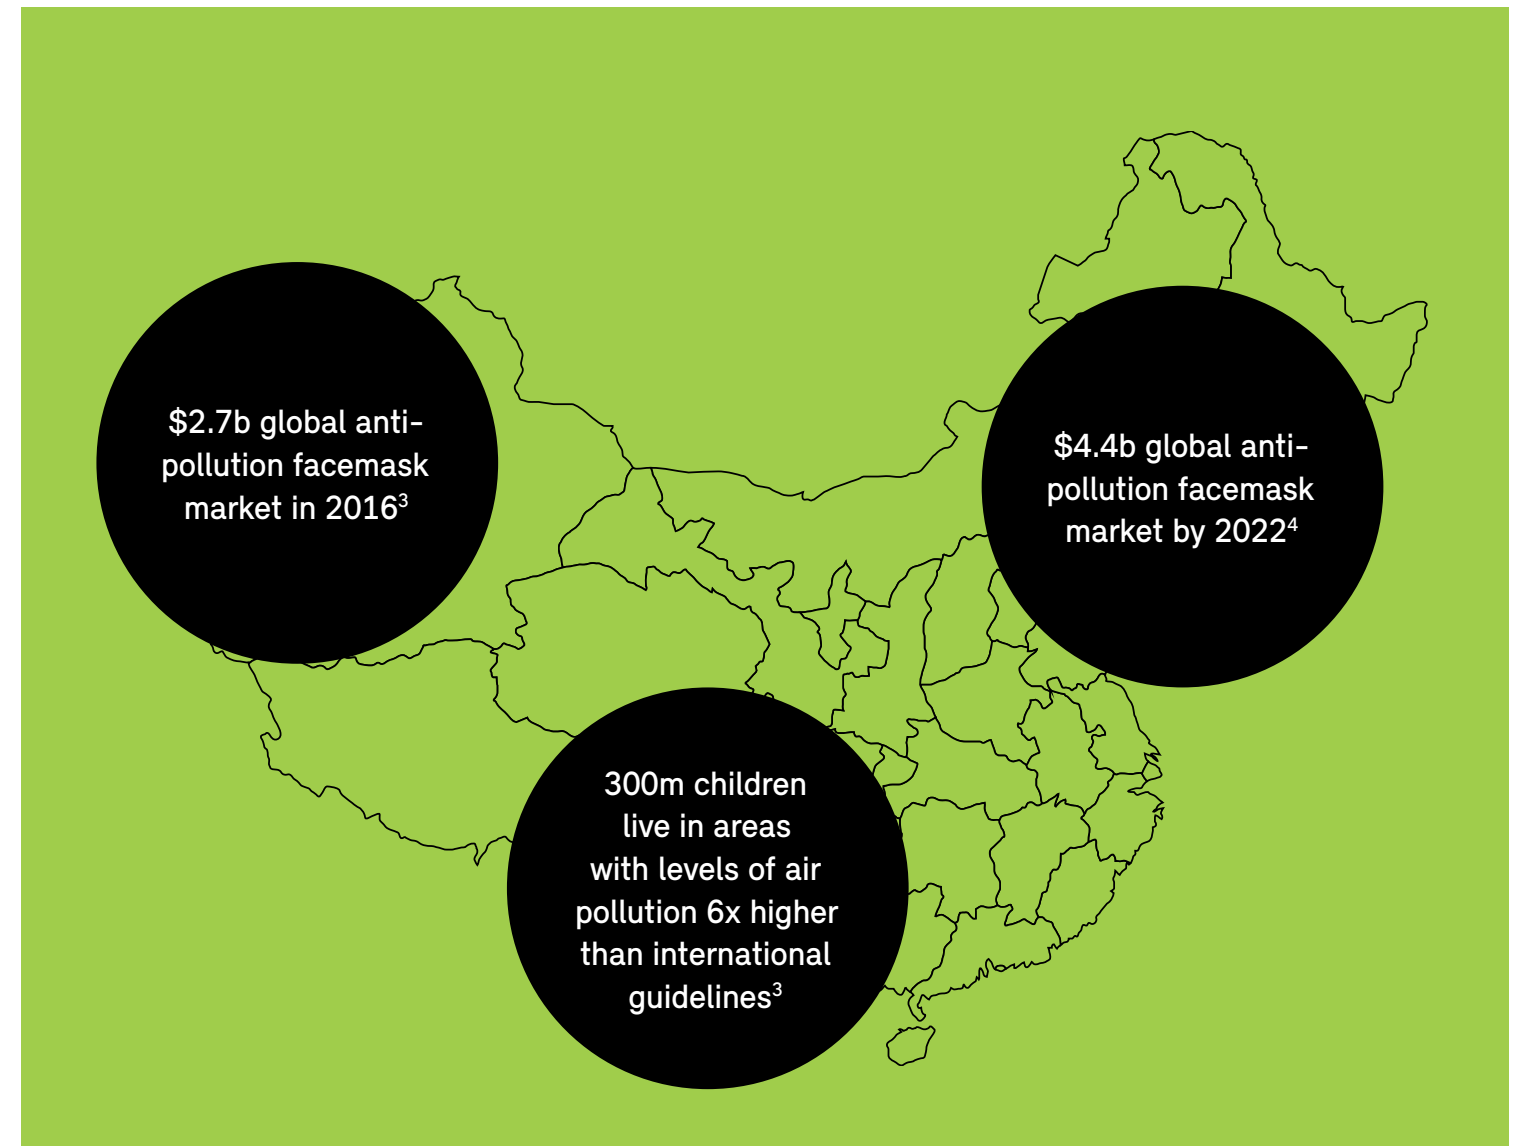 $2.7b global anti-
pollution facemask
market in 2016³
$4.4b global anti-
pollution facemask
market by 2022⁴
300m children
live in areas
with levels of air
pollution 6x higher
than international
guidelines³